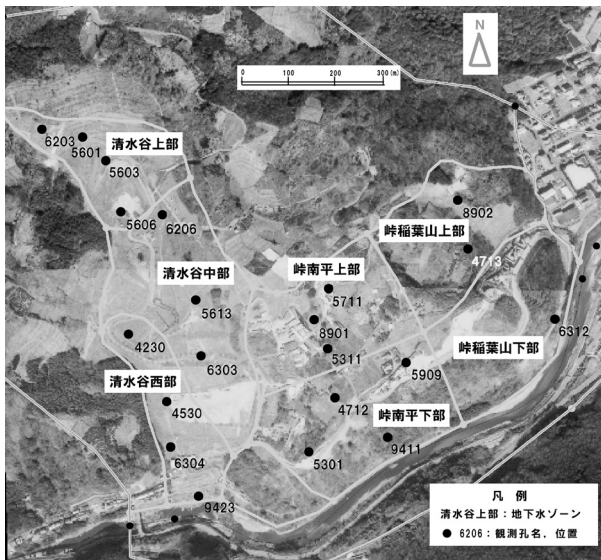 N
0 100 200 300(m)
6203
5601
清水谷上部
5603
5606
6206
8902
峠稲葉山上部
4713
清水谷中部
峠南平上部
5711
5613
8901
6312
4230
5311
峠稲葉山下部
6303
5909
清水谷西部
4530
4712
峠南平下部
9411
6304
5301
9423
凡 例
清水谷上部：地下水ゾーン
● 6206：観測孔名，位置